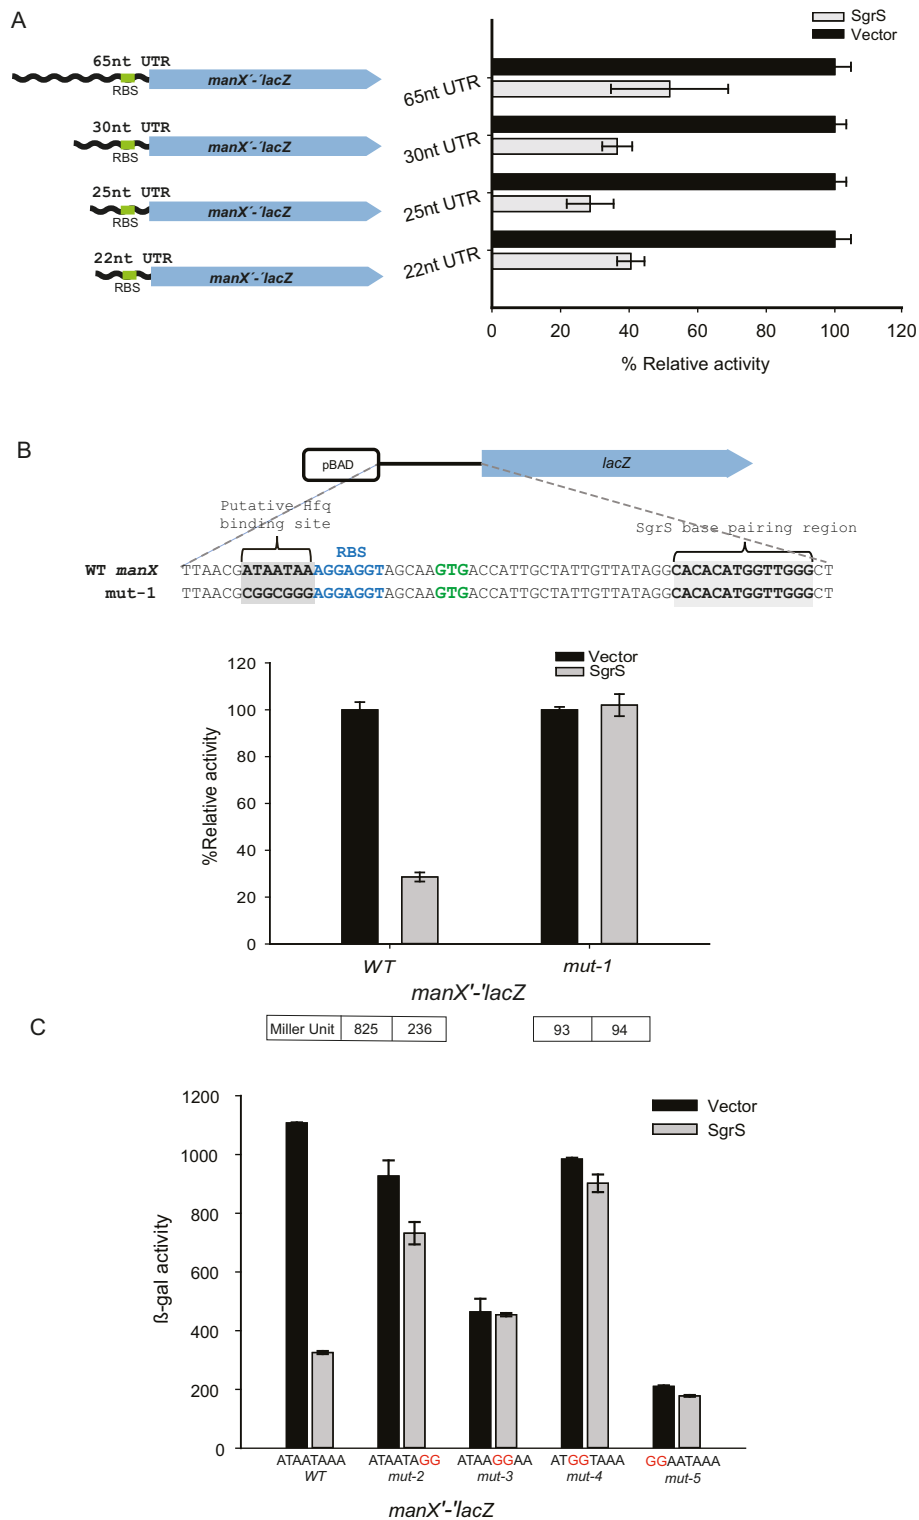 A
SgrS
Vector
65nt UTR
RBS
manX´-´lacZ
65nt UTR
30nt UTR
RBS
manX´-´lacZ
30nt UTR
25nt UTR
RBS
manX´-´lacZ
25nt UTR
22nt UTR
RBS
manX´-´lacZ
22nt UTR
0 20 40 60 80 100 120
% Relative activity
B
pBAD
lacZ
Putative Hfq
binding site
SgrS base pairing region
RBS
WT manX TTAACGATAATAAAGGAGGTAGCAAGTGACCATTGCTATTGTTATAGGCACACATGGTTGGGCT
mut-1 TTAACGCGGCGGGAGGAGGTAGCAAGTGACCATTGCTATTGTTATAGGCACACATGGTTGGGCT
Vector
SgrS
120
100
80
60
40
20
0
%Relative activity
WT mut-1
manX'-'lacZ
Miller Unit 825 236 93 94
C
Vector
SgrS
1200
1000
800
600
400
200
0
ß-gal activity
ATAATAAA ATAATAGG ATAAGGAA ATGGTAAA GGAATAAA
WT mut-2 mut-3 mut-4 mut-5
manX'-'lacZ